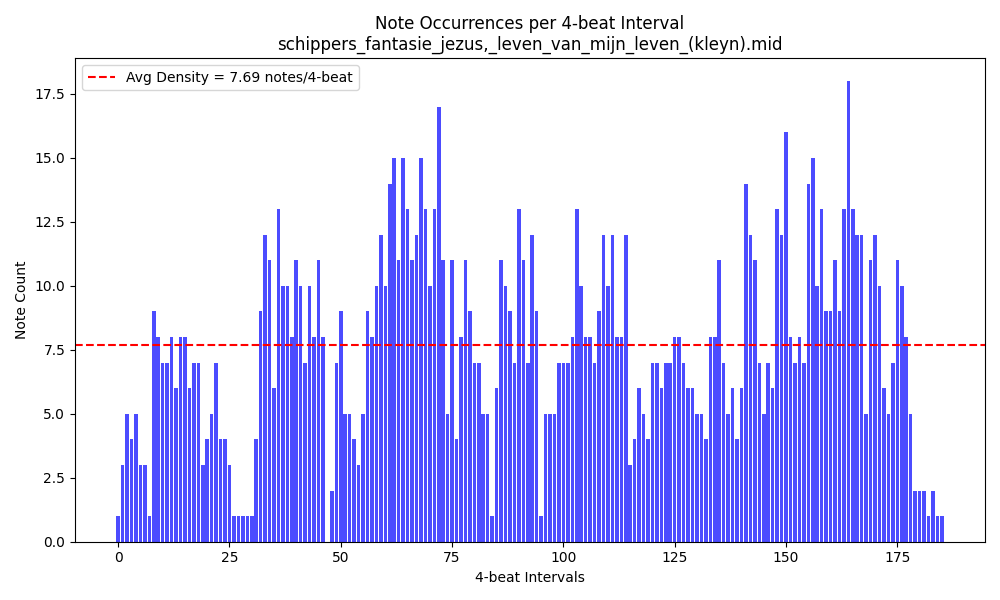 Note Occurrences per 4-beat Interval
schippers_fantasie_jezus,_leven_van_mijn_leven_(kleyn).mid
Avg Density = 7.69 notes/4-beat
17.5
15.0
12.5
10.0
7.5
5.0
2.5
0.0
Note Count
0 25 50 75 100 125 150 175
4-beat Intervals